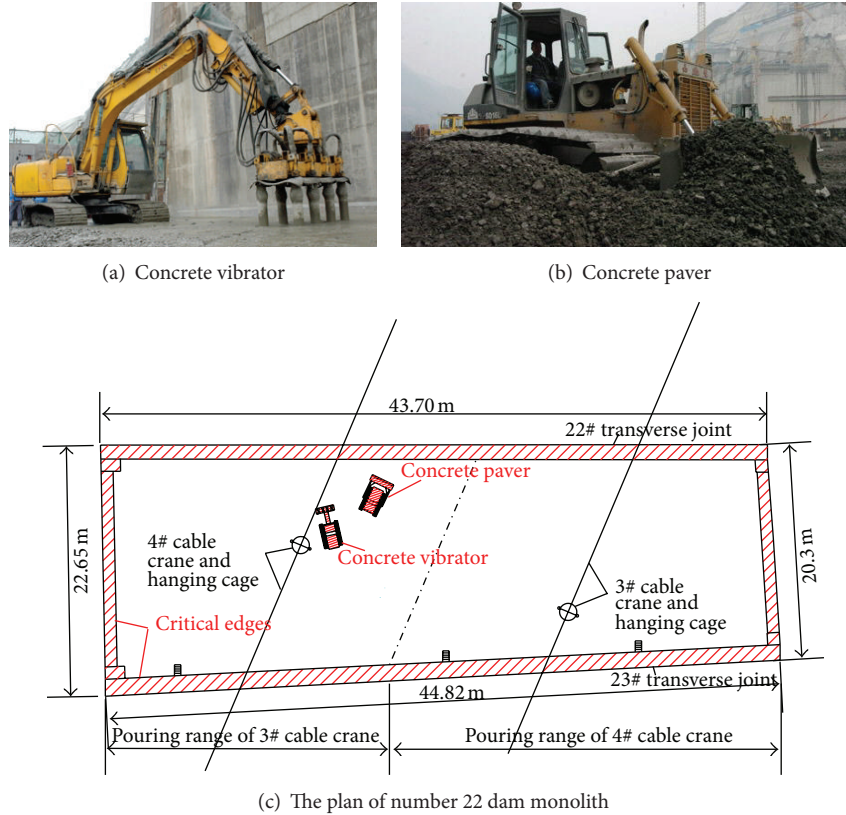 (a) Concrete vibrator
(b) Concrete paver
43.70 m
22# transverse joint
Concrete paver
22.65 m
4# cable
crane and
hanging cage
Concrete vibrator
20.3 m
3# cable
crane and
hanging cage
Critical edges
23# transverse joint
44.82 m
Pouring range of 3# cable crane
Pouring range of 4# cable crane
(c) The plan of number 22 dam monolith